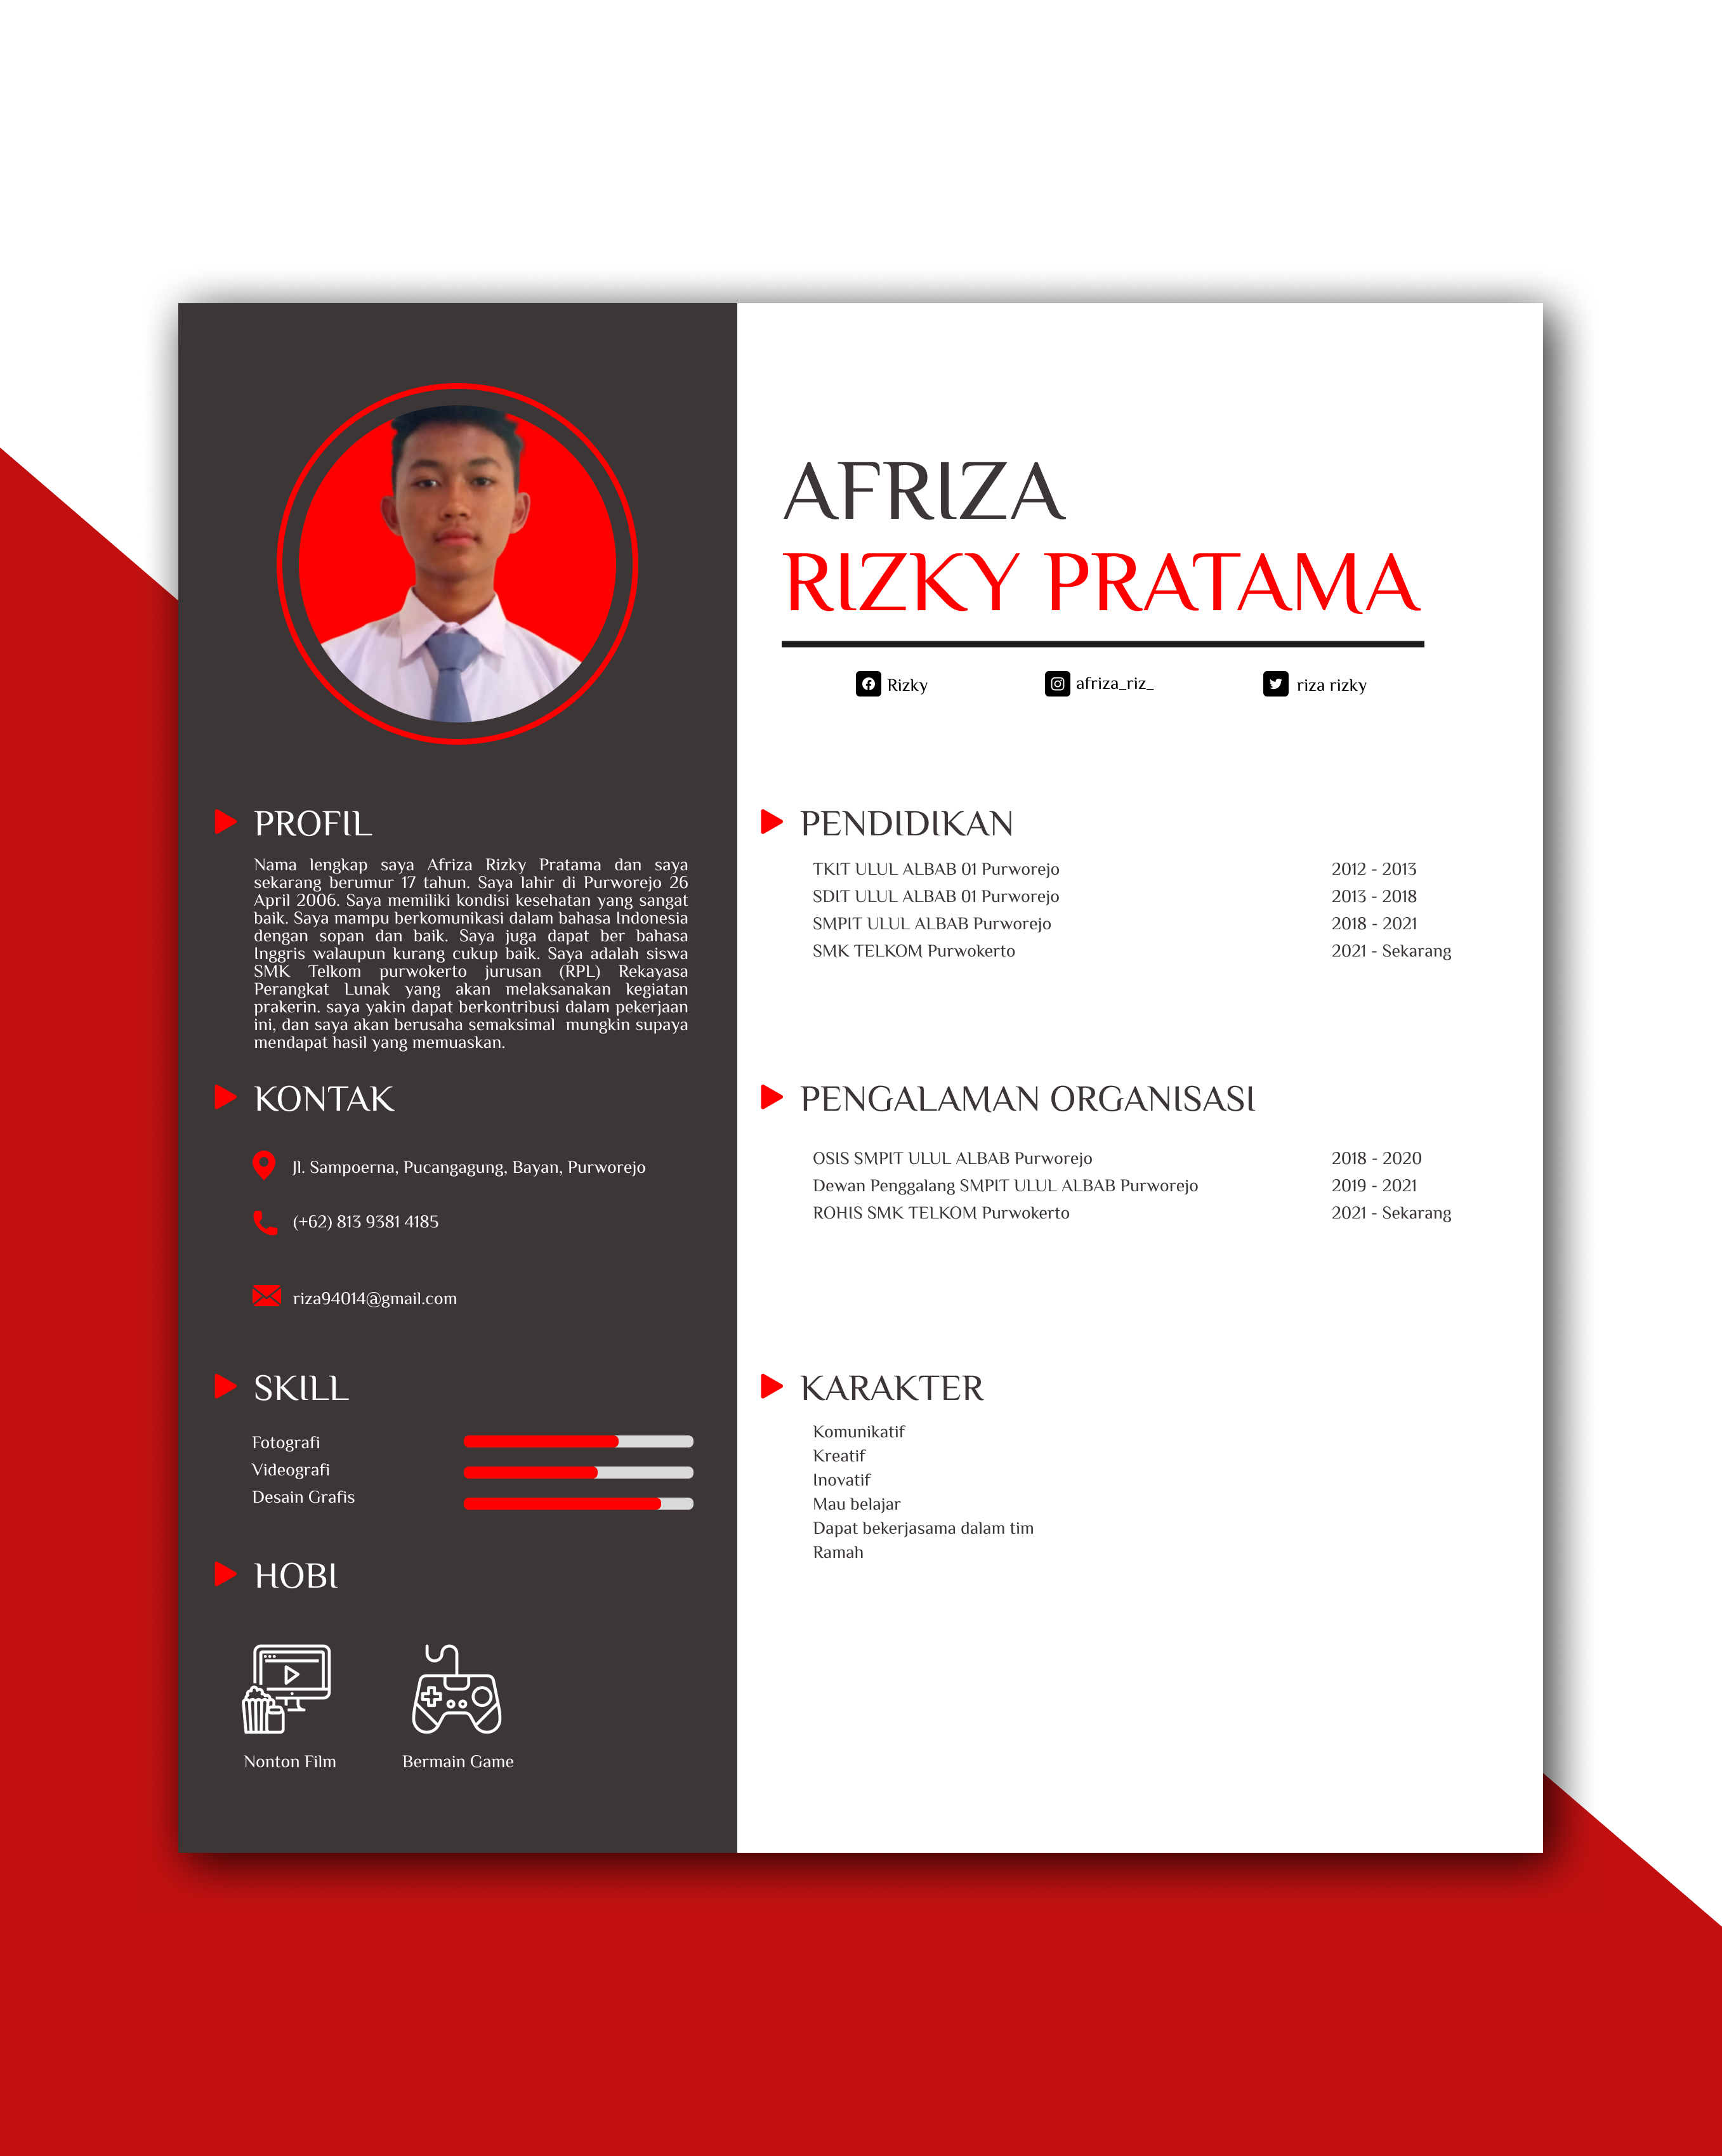 AFRIZA
RIZKY PRATAMA
Rizky
afriza_riz_
riza rizky
PROFIL
Nama lengkap saya Afriza Rizky Pratama dan saya
sekarang berumur 17 tahun. Saya lahir di Purworejo 26
April 2006. Saya memiliki kondisi kesehatan yang sangat
baik. Saya mampu berkomunikasi dalam bahasa Indonesia
dengan sopan dan baik. Saya juga dapat ber bahasa
Inggris walaupun kurang cukup baik. Saya adalah siswa
SMK Telkom purwokerto jurusan (RPL) Rekayasa
Perangkat Lunak yang akan melaksanakan kegiatan
prakerin. saya yakin dapat berkontribusi dalam pekerjaan
ini, dan saya akan berusaha semaksimal mungkin supaya
mendapat hasil yang memuaskan.
KONTAK
Jl. Sampoerna, Pucangagung, Bayan, Purworejo
(+62) 813 9381 4185
riza94014@gmail.com
SKILL
Fotografi
Videografi
Desain Grafis
HOBI
Nonton Film
Bermain Game
PENDIDIKAN
TKIT ULUL ALBAB 01 Purworejo 2012 - 2013
SDIT ULUL ALBAB 01 Purworejo 2013 - 2018
SMPIT ULUL ALBAB Purworejo 2018 - 2021
SMK TELKOM Purwokerto 2021 - Sekarang
PENGALAMAN ORGANISASI
OSIS SMPIT ULUL ALBAB Purworejo 2018 - 2020
Dewan Penggalang SMPIT ULUL ALBAB Purworejo 2019 - 2021
ROHIS SMK TELKOM Purwokerto 2021 - Sekarang
KARAKTER
Komunikatif
Kreatif
Inovatif
Mau belajar
Dapat bekerjasama dalam tim
Ramah